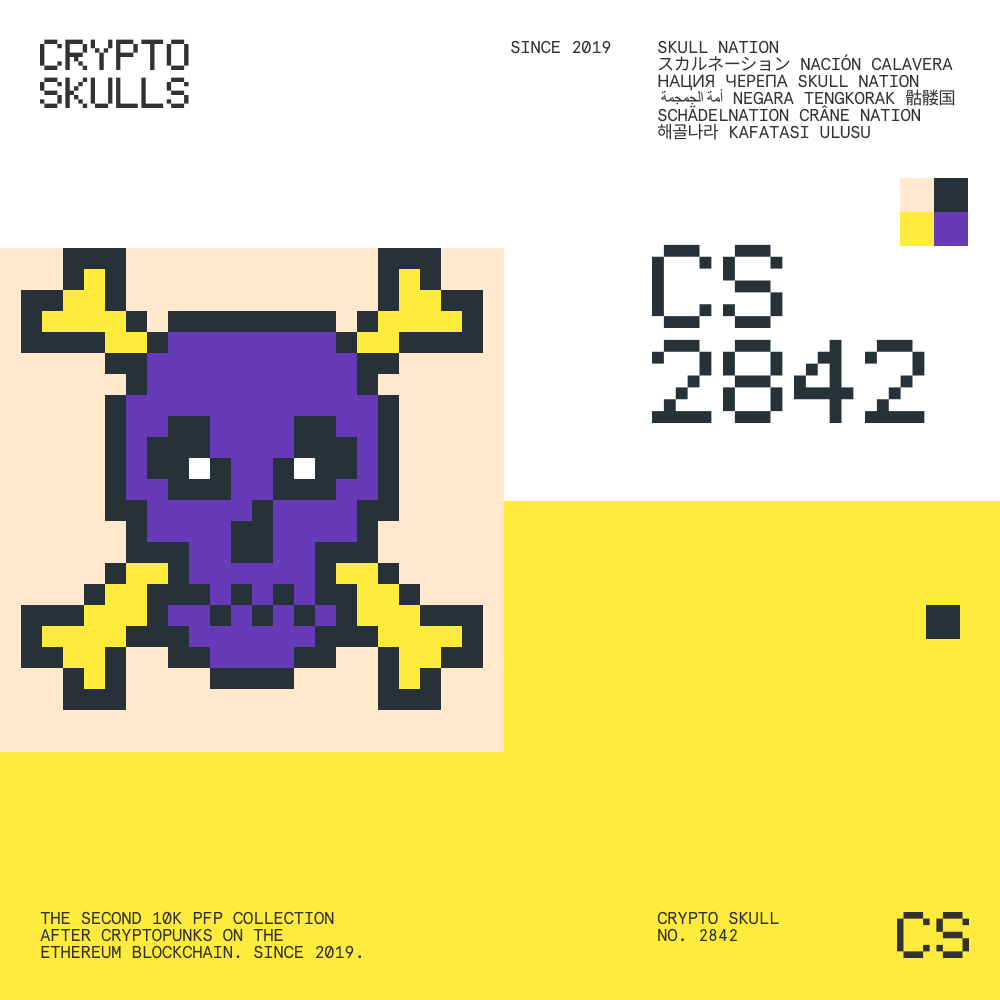 CRYPTO
SKULLS
SINCE 2019
SKULL NATION
スカルネーション NACIÓN CALAVERA
НАЦИЯ ЧЕРЕПА SKULL NATION
أمة الجمجمة NEGARA TENGKORAK 骷髅国
SCHÄDELNATION CRÂNE NATION
해골나라 KAFATASI ULUSU
CS
2842
THE SECOND 10K PFP COLLECTION
AFTER CRYPTOPUNKS ON THE
ETHEREUM BLOCKCHAIN. SINCE 2019.
CRYPTO SKULL
NO. 2842
CS